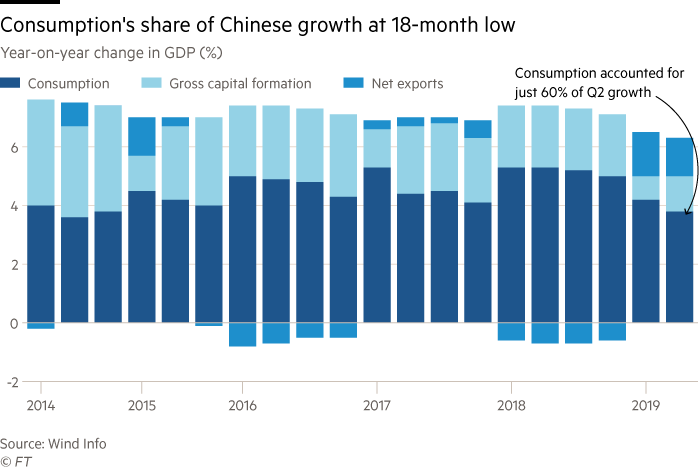 Consumption's share of Chinese growth at 18-month low
Year-on-year change in GDP (%)
Consumption
Gross capital formation
Net exports
Consumption accounted for
just 60% of Q2 growth
6
4
2
0
-2
2014
2015
2016
2017
2018
2019
Source: Wind Info
© FT